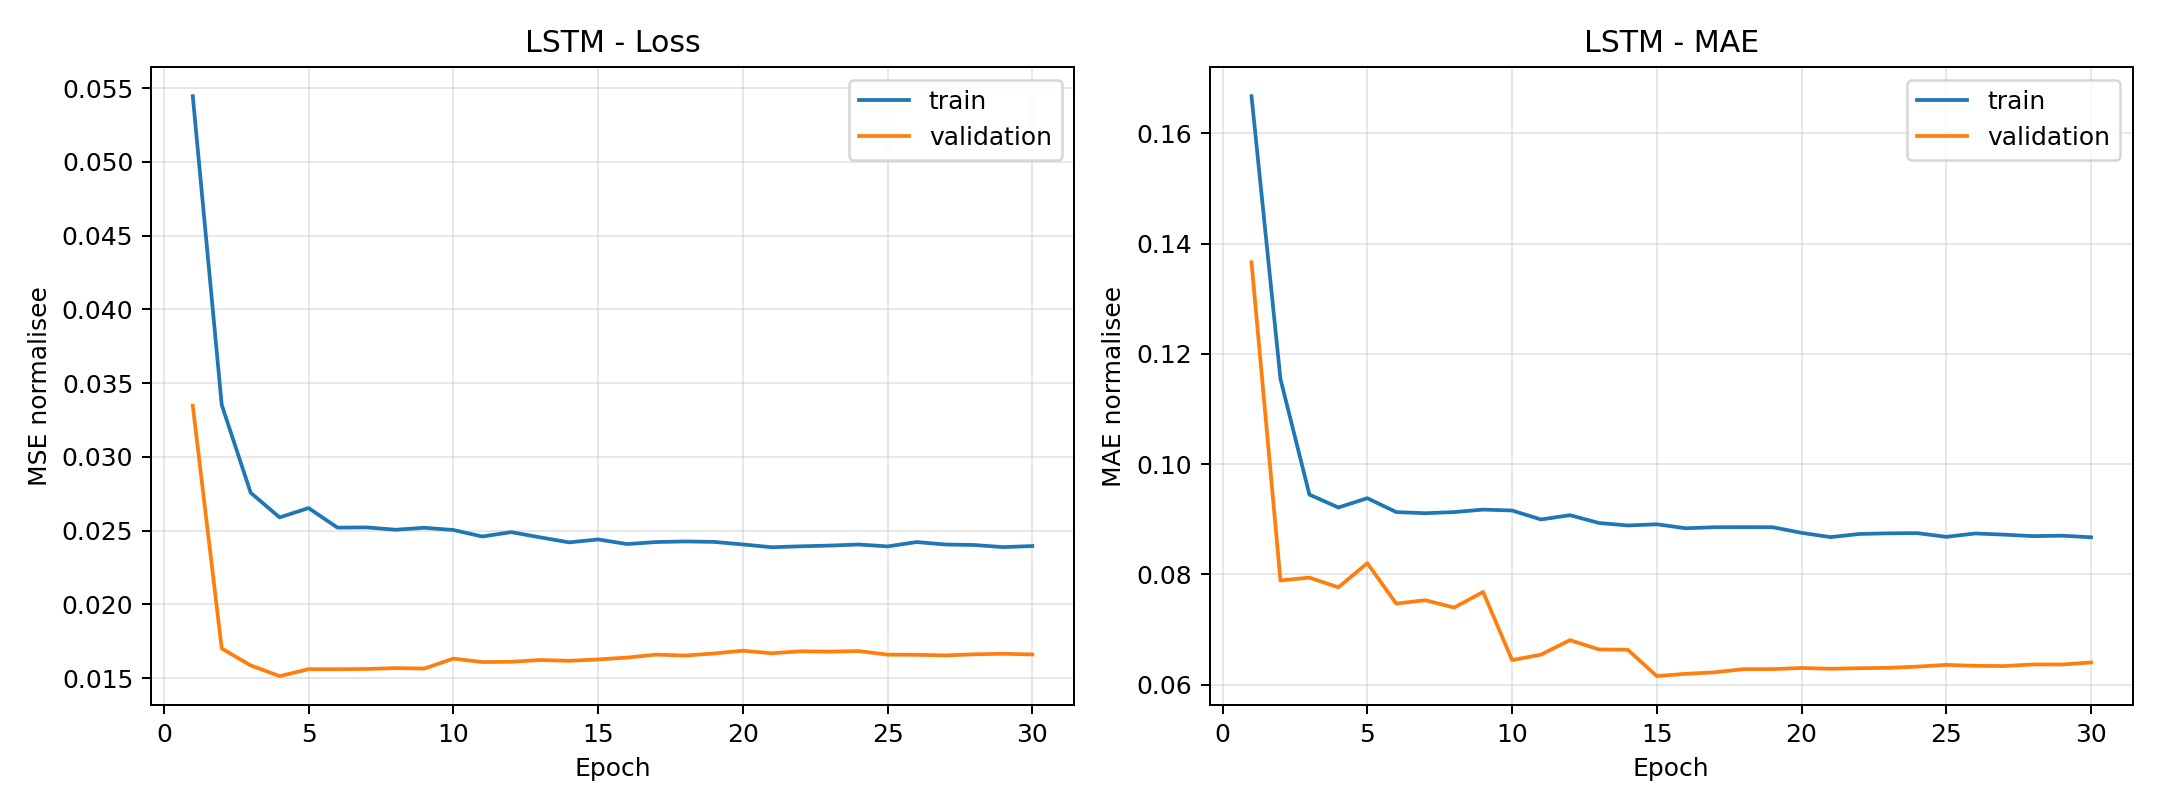 LSTM - Loss
MSE normalisee
0.055
0.050
0.045
0.040
0.035
0.030
0.025
0.020
0.015
0 5 10 15 20 25 30
Epoch
train
validation
LSTM - MAE
MAE normalisee
0.16
0.14
0.12
0.10
0.08
0.06
0 5 10 15 20 25 30
Epoch
train
validation